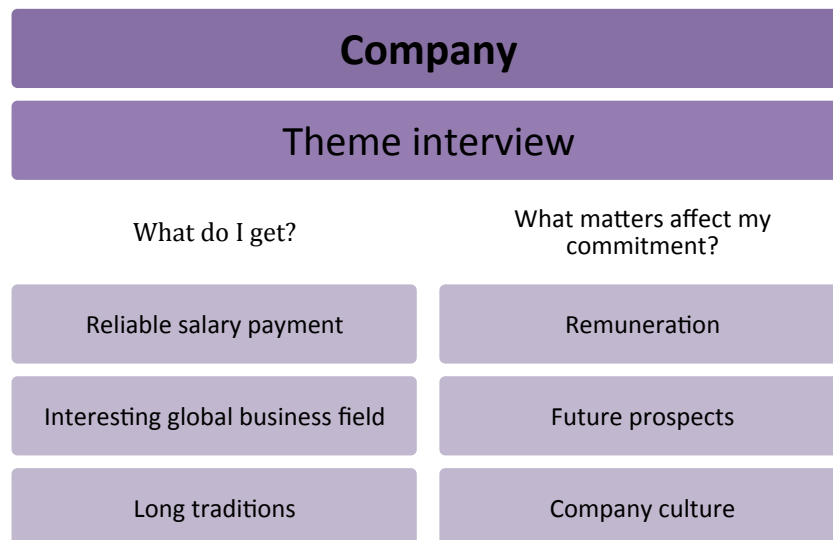 Company
Theme interview
What do I get?
What matters affect my
commitment?
Reliable salary payment
Remuneration
Interesting global business field
Future prospects
Long traditions
Company culture